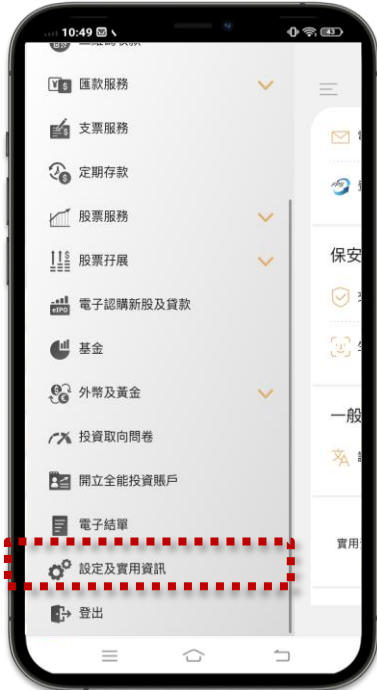 10:49
匯款服務
支票服務
定期存款
股票服務
股票孖展
eIPO 電子認購新股及貸款
基金
外幣及黃金
投資取向問卷
開立全能投資賬戶
電子結單
設定及實用資訊
登出
保安
一般
實用